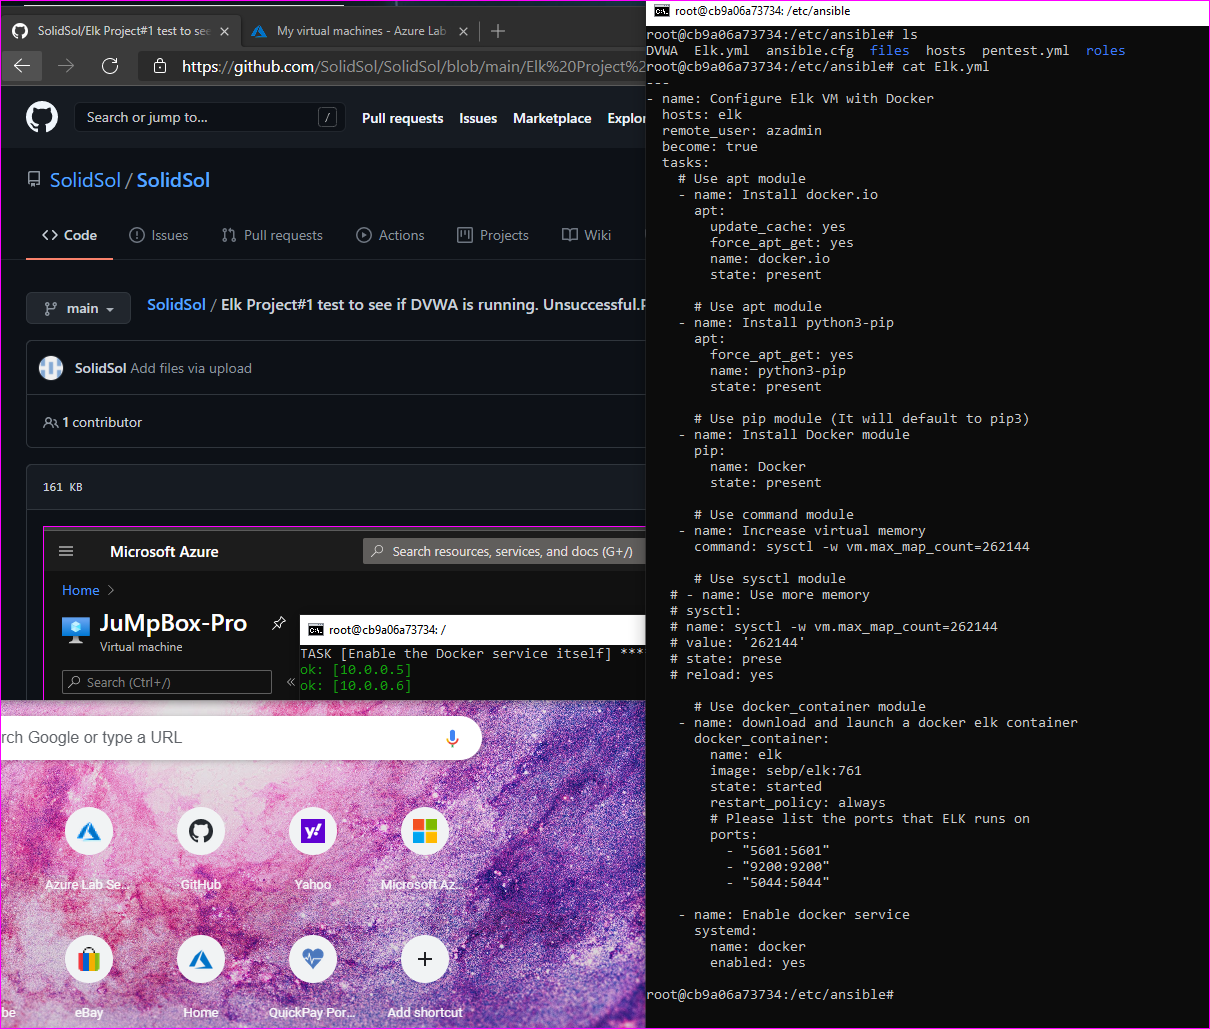 SolidSol/Elk Project#1 test to see
My virtual machines - Azure Lab
https://github.com/SolidSol/SolidSol/blob/main/Elk%20Project%2
Search or jump to...
/
Pull requests
Issues
Marketplace
Explor
SolidSol / SolidSol
Code
Issues
Pull requests
Actions
Projects
Wiki
main
SolidSol / Elk Project#1 test to see if DVWA is running. Unsuccessful.P
SolidSol Add files via upload
1 contributor
161 KB
Microsoft Azure
Search resources, services, and docs (G+/)
Home
JuMpBox-Pro
Virtual machine
Search (Ctrl+/)
«
root@cb9a06a73734: /
TASK [Enable the Docker service itself] ***
ok: [10.0.0.5]
ok: [10.0.0.6]
rch Google or type a URL
Azure Lab Se...
GitHub
Yahoo
Microsoft Az...
be
eBay
Home
QuickPay Por...
Add shortcut
root@cb9a06a73734: /etc/ansible
root@cb9a06a73734:/etc/ansible# ls
DVWA Elk.yml ansible.cfg files hosts pentest.yml roles
root@cb9a06a73734:/etc/ansible# cat Elk.yml
---
- name: Configure Elk VM with Docker
hosts: elk
remote_user: azadmin
become: true
tasks:
# Use apt module
- name: Install docker.io
apt:
update_cache: yes
force_apt_get: yes
name: docker.io
state: present
# Use apt module
- name: Install python3-pip
apt:
force_apt_get: yes
name: python3-pip
state: present
# Use pip module (It will default to pip3)
- name: Install Docker module
pip:
name: Docker
state: present
# Use command module
- name: Increase virtual memory
command: sysctl -w vm.max_map_count=262144
# Use sysctl module
# - name: Use more memory
# sysctl:
# name: sysctl -w vm.max_map_count=262144
# value: '262144'
# state: prese
# reload: yes
# Use docker_container module
- name: download and launch a docker elk container
docker_container:
name: elk
image: sebp/elk:761
state: started
restart_policy: always
# Please list the ports that ELK runs on
ports:
- "5601:5601"
- "9200:9200"
- "5044:5044"
- name: Enable docker service
systemd:
name: docker
enabled: yes
root@cb9a06a73734:/etc/ansible#